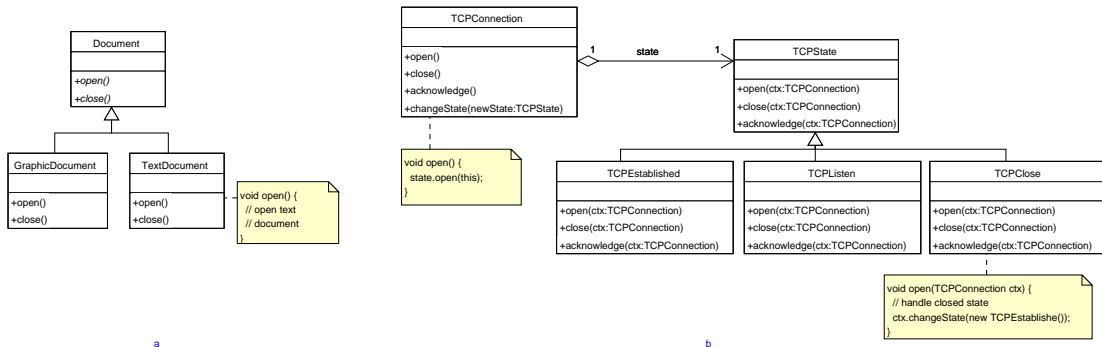 Document
+open()
+close()
GraphicDocument
+open()
+close()
TextDocument
+open()
+close()
void open() {
// open text
// document
}
a
TCPConnection
+open()
+close()
+acknowledge()
+changeState(newState:TCPState)
void open() {
state.open(this);
}
1
state
1
TCPState
+open(ctx:TCPConnection)
+close(ctx:TCPConnection)
+acknowledge(ctx:TCPConnection)
TCPEstablished
+open(ctx:TCPConnection)
+close(ctx:TCPConnection)
+acknowledge(ctx:TCPConnection)
TCPListen
+open(ctx:TCPConnection)
+close(ctx:TCPConnection)
+acknowledge(ctx:TCPConnection)
TCPClose
+open(ctx:TCPConnection)
+close(ctx:TCPConnection)
+acknowledge(ctx:TCPConnection)
void open(TCPConnection ctx) {
// handle closed state
ctx.changeState(new TCPEstablishe());
}
b